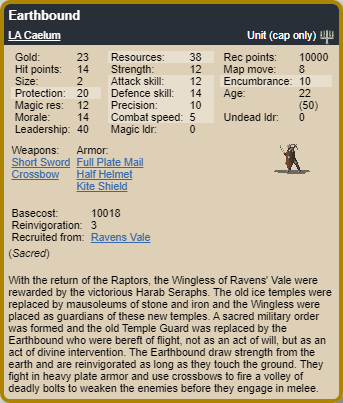 Earthbound
LA Caelum Unit (cap only)
Gold: 23 Resources: 38 Rec points: 10000
Hit points: 14 Strength: 12 Map move: 8
Size: 2 Attack skill: 12 Encumbrance: 10
Protection: 20 Defence skill: 14 Age: 22
Magic res: 12 Precision: 10 (50)
Morale: 14 Combat speed: 5 Undead ldr: 0
Leadership: 40 Magic ldr: 0
Weapons: Armor:
Short Sword Full Plate Mail
Crossbow Half Helmet
Kite Shield
Basecost: 10018
Reinvigoration: 3
Recruited from: Ravens Vale
(Sacred)
With the return of the Raptors, the Wingless of Ravens' Vale were
rewarded by the victorious Harab Seraphs. The old ice temples were
replaced by mausoleums of stone and iron and the Wingless were
placed as guardians of these new temples. A sacred military order
was formed and the old Temple Guard was replaced by the
Earthbound who were bereft of flight, not as an act of will, but as an
act of divine intervention. The Earthbound draw strength from the
earth and are reinvigorated as long as they touch the ground. They
fight in heavy plate armor and use crossbows to fire a volley of
deadly bolts to weaken the enemies before they engage in melee.